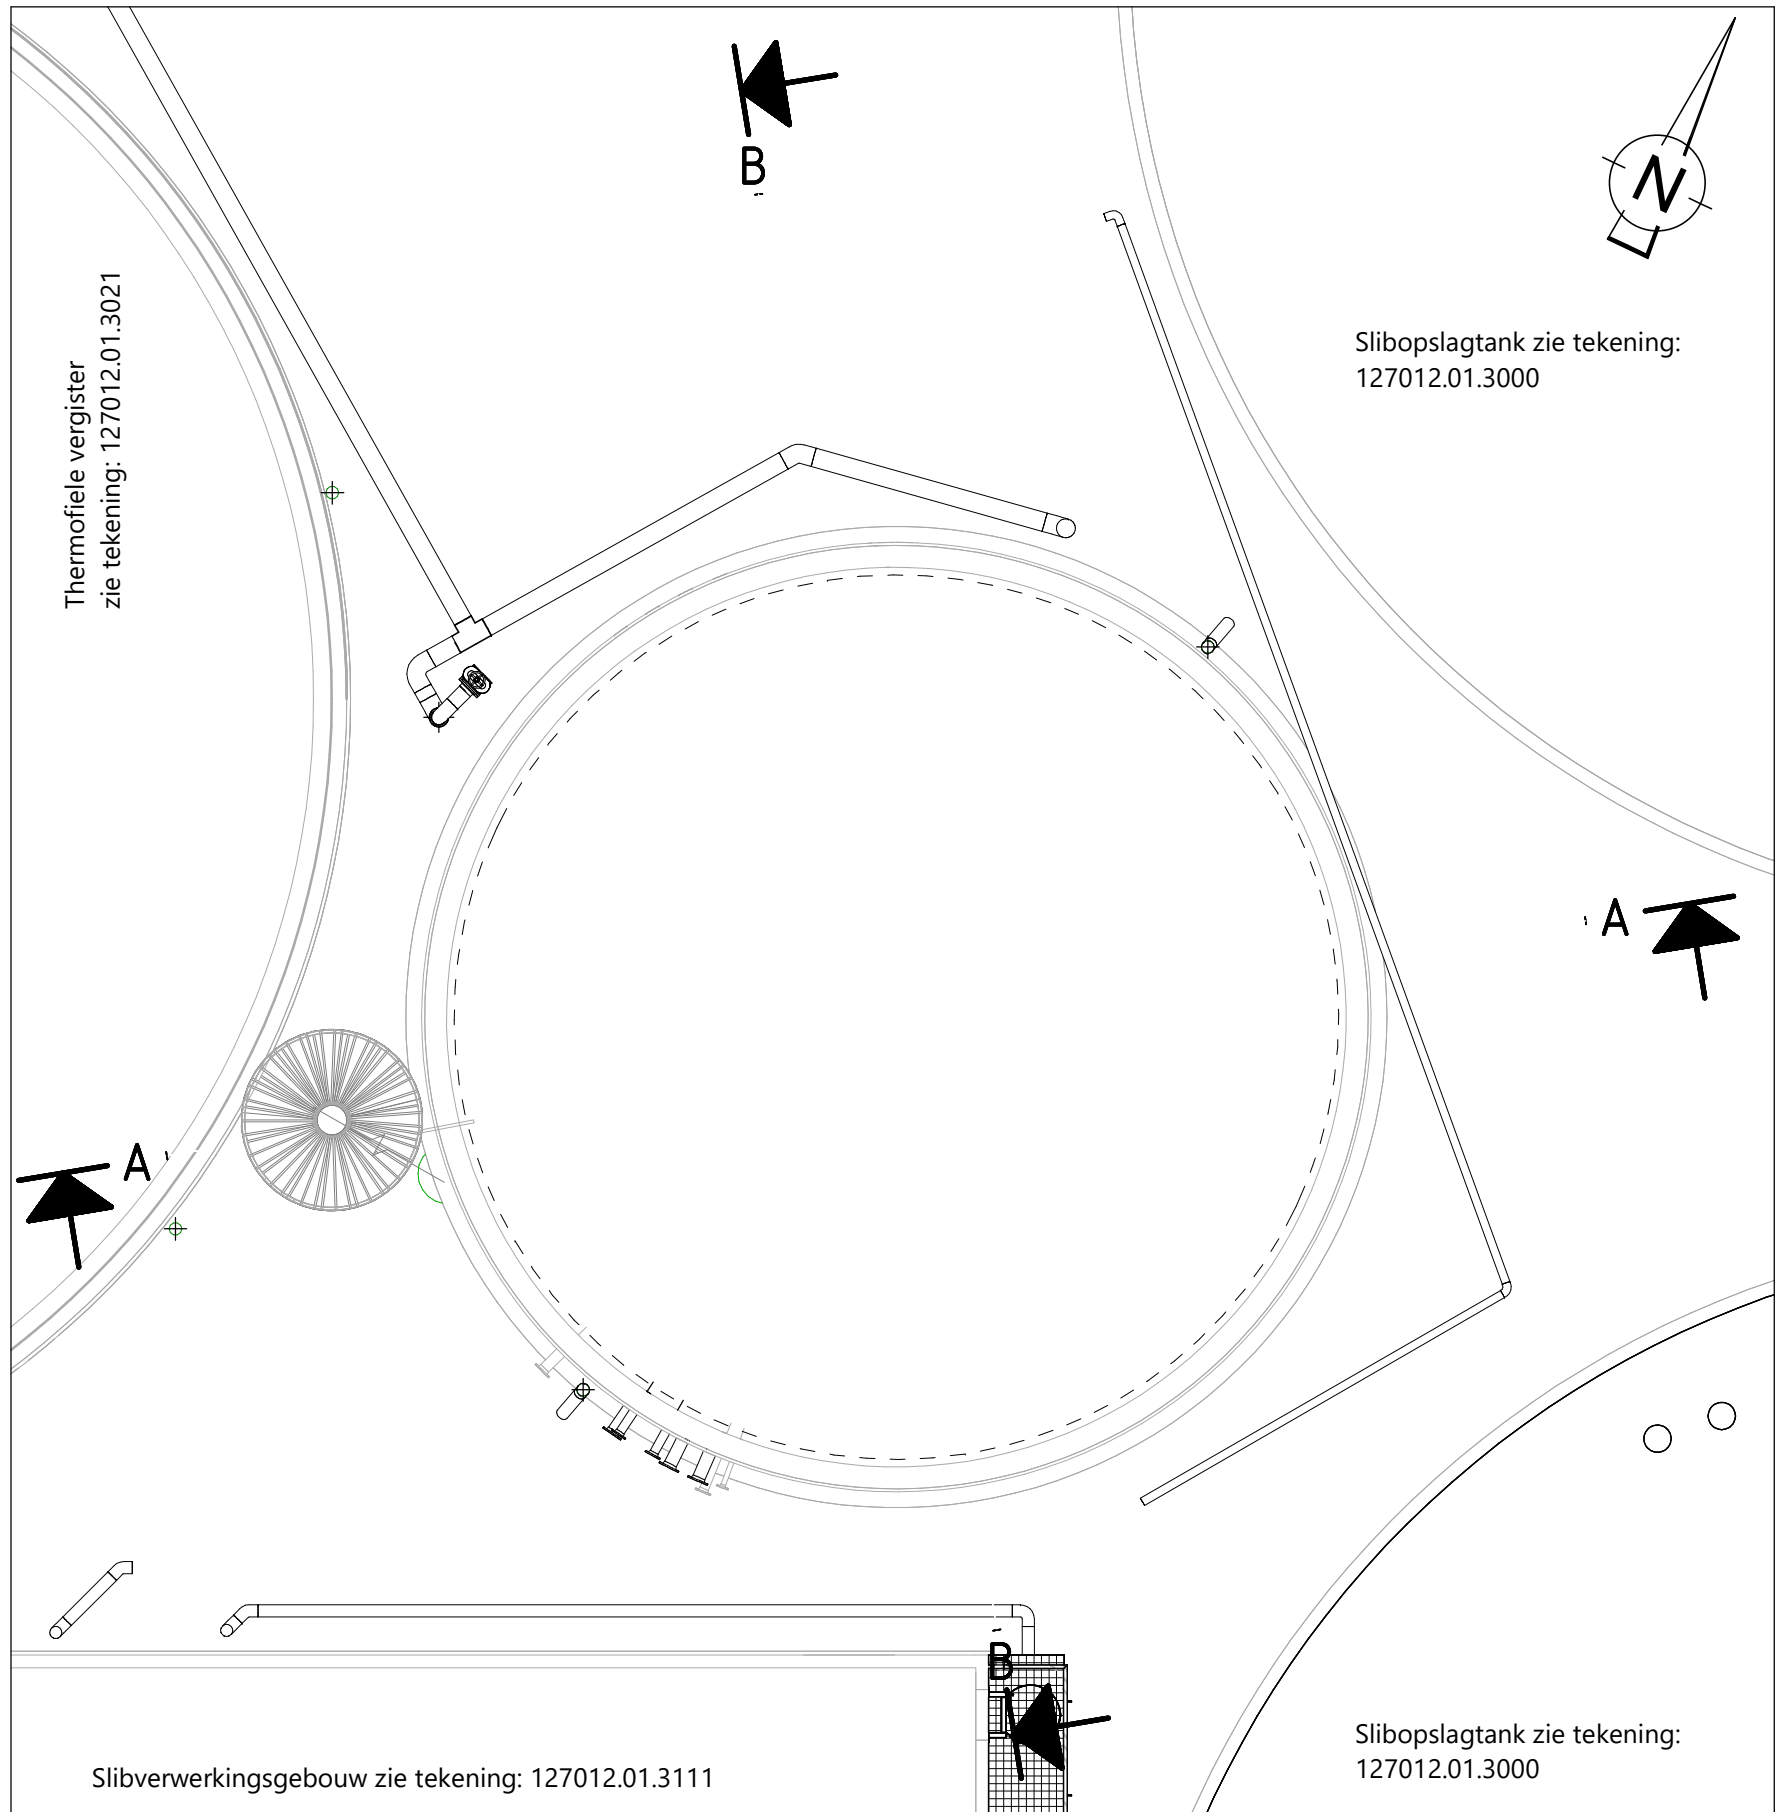 B
N
Thermofiele vergister
zie tekening: 127012.01.3021
Slibopslagtank zie tekening:
127012.01.3000
A
A
B
Slibverwerkingsgebouw zie tekening: 127012.01.3111
Slibopslagtank zie tekening:
127012.01.3000